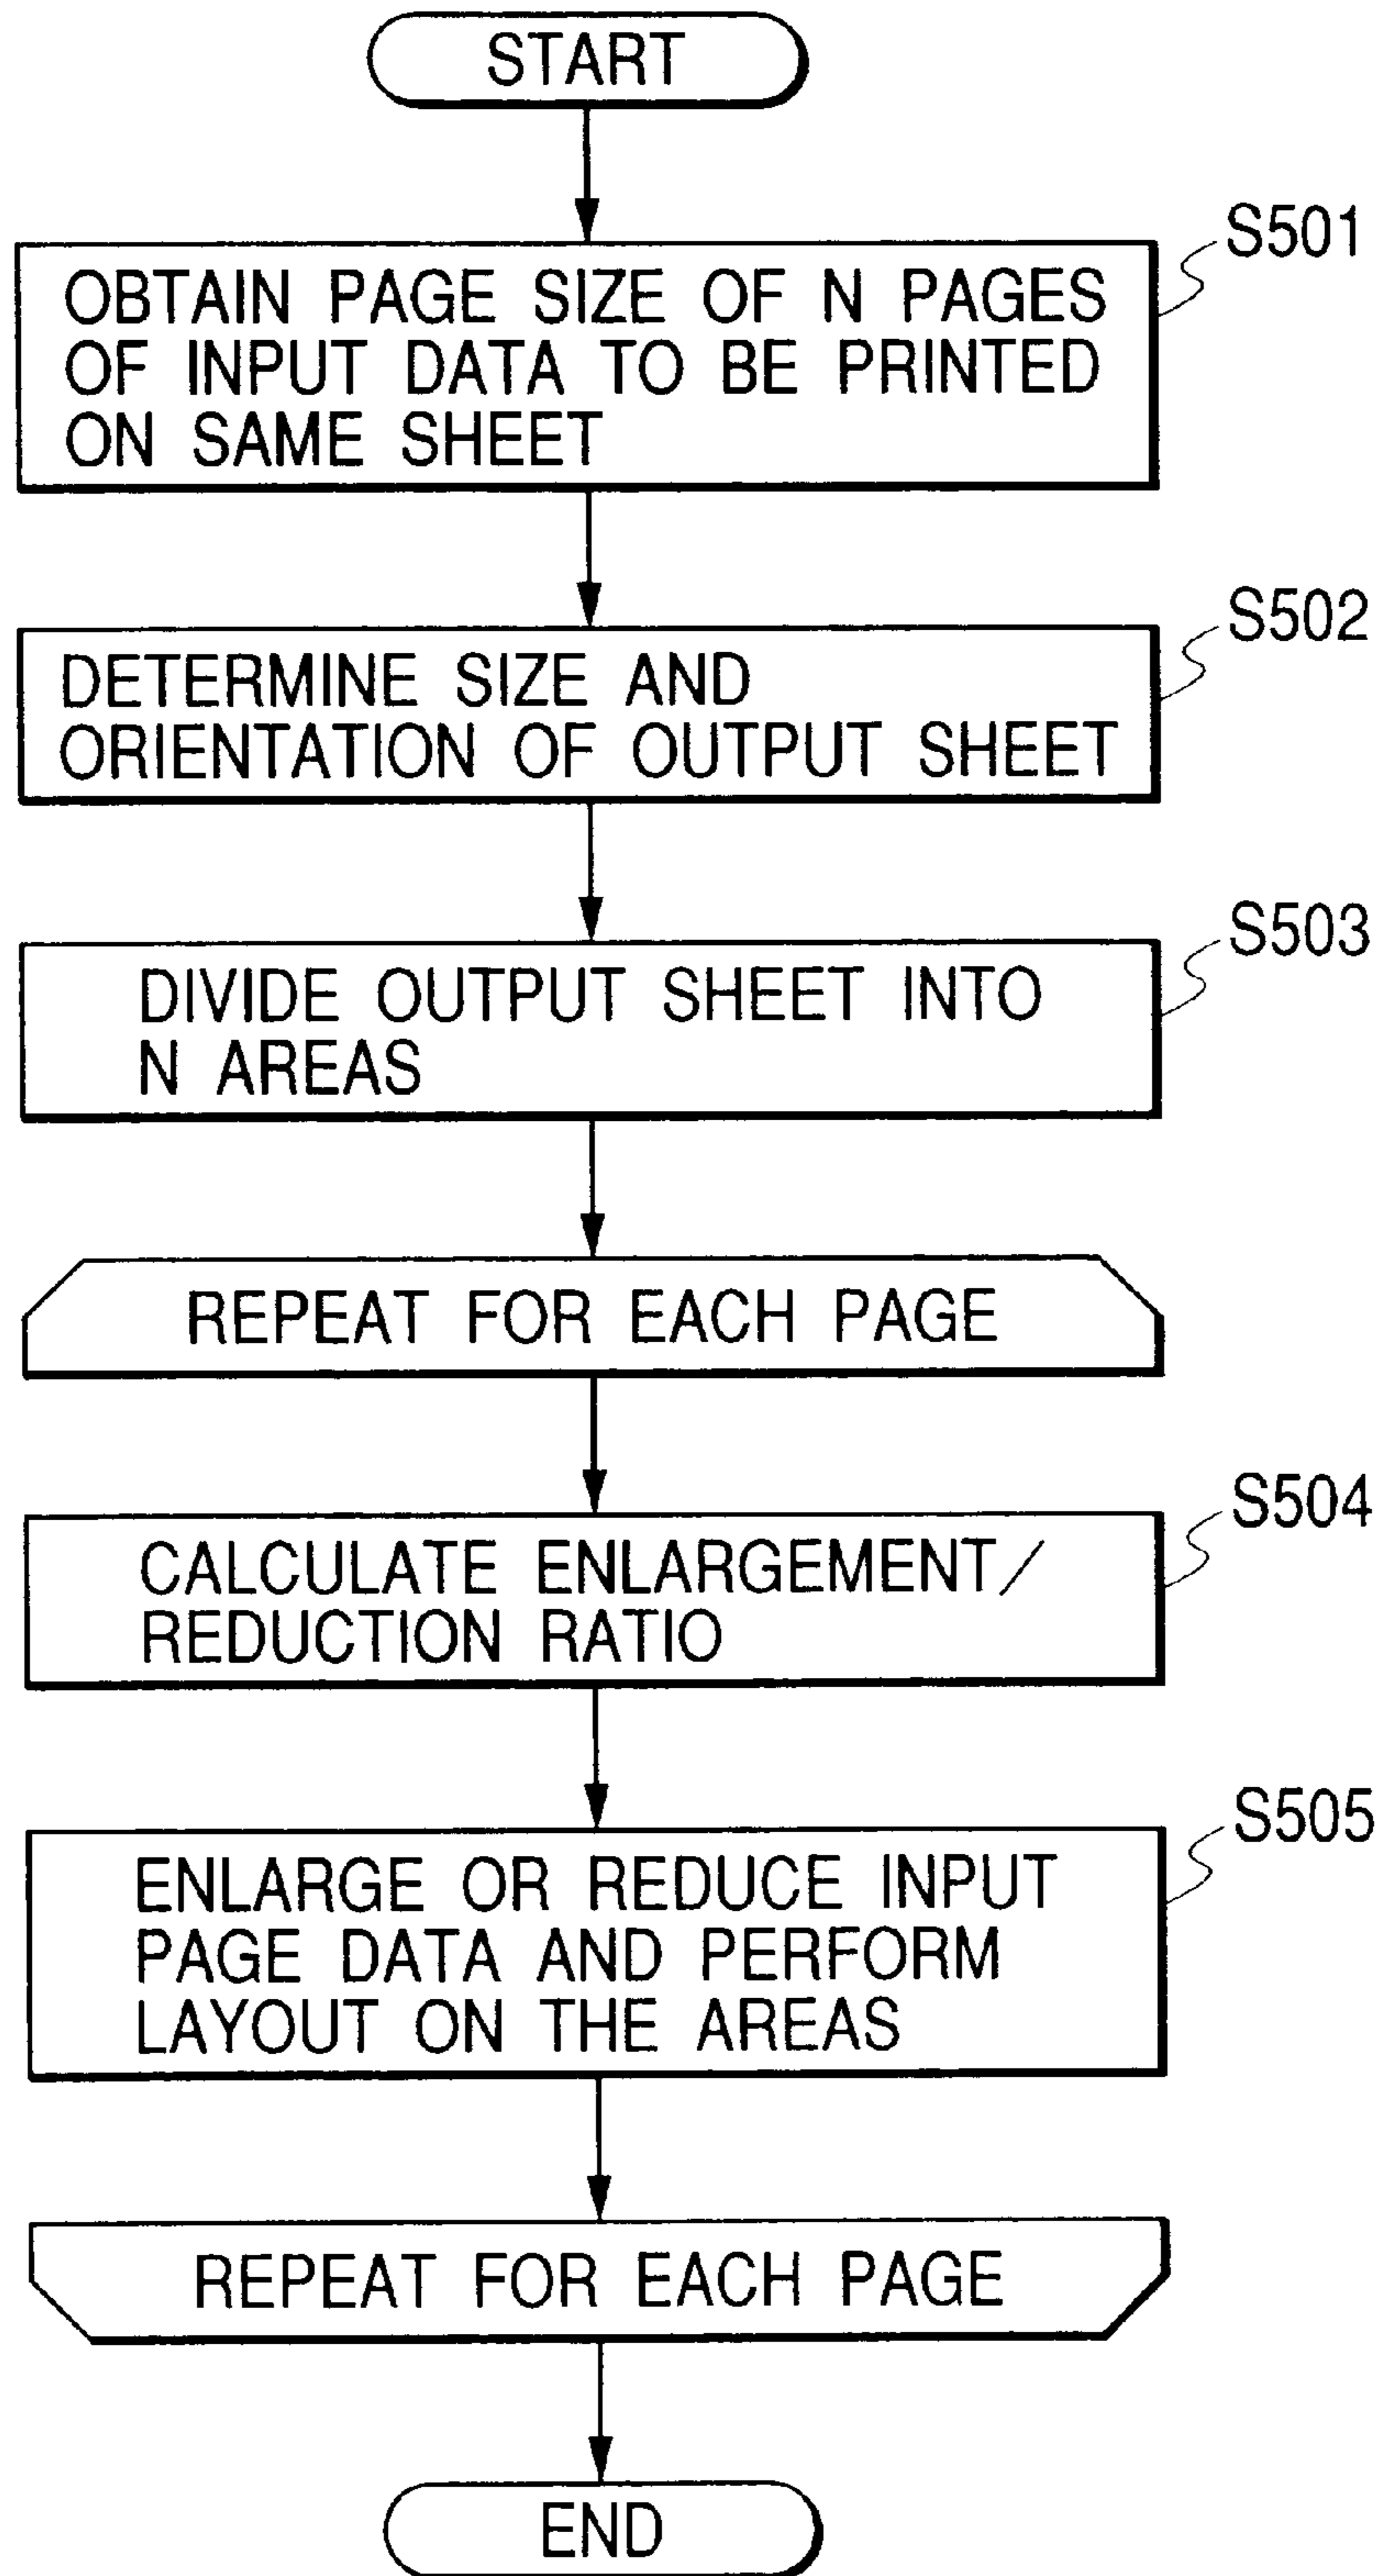 START
S501
OBTAIN PAGE SIZE OF N PAGES
OF INPUT DATA TO BE PRINTED
ON SAME SHEET
S502
DETERMINE SIZE AND
ORIENTATION OF OUTPUT SHEET
S503
DIVIDE OUTPUT SHEET INTO
N AREAS
REPEAT FOR EACH PAGE
S504
CALCULATE ENLARGEMENT/
REDUCTION RATIO
S505
ENLARGE OR REDUCE INPUT
PAGE DATA AND PERFORM
LAYOUT ON THE AREAS
REPEAT FOR EACH PAGE
END